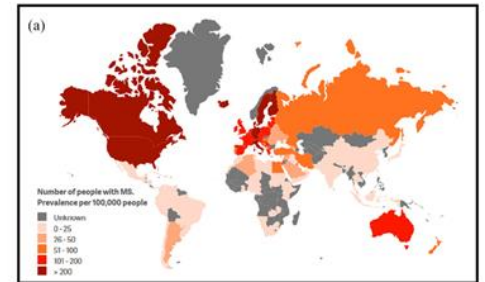 (a)
Number of people with MS.
Prevalence per 100,000 people
Unknown
0 - 25
26 - 50
51 - 100
101 - 200
> 200